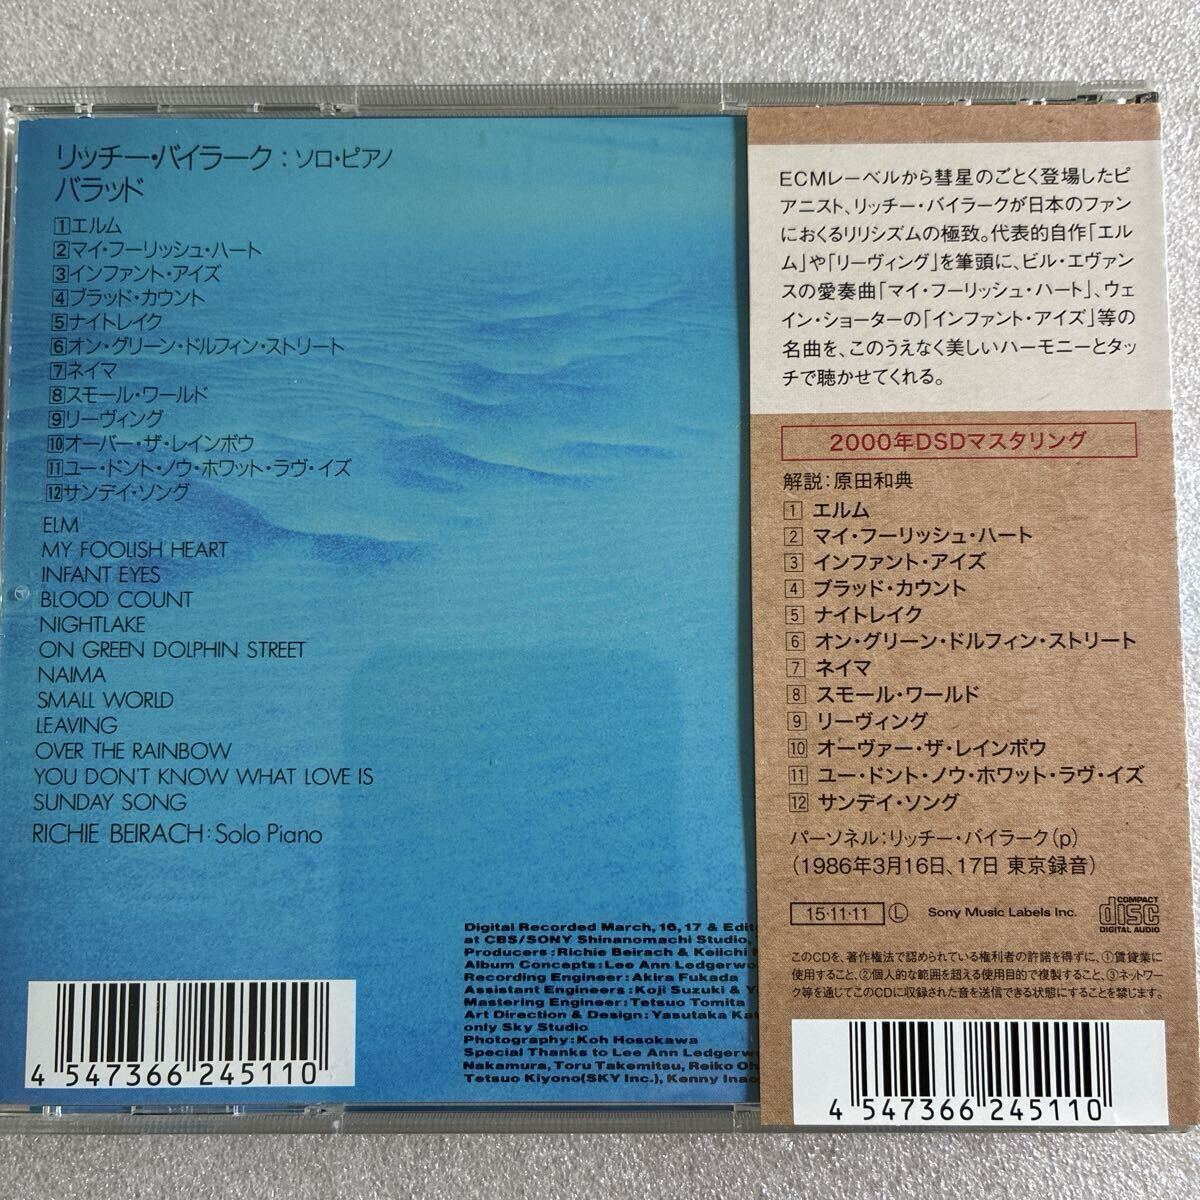 リッチー・バイラーク：ソロ・ピアノ
バラッド
1 エルム
2 マイ・フーリッシュ・ハート
3 インファント・アイズ
4 ブラッド・カウント
5 ナイトレイク
6 オン・グリーン・ドルフィン・ストリート
7 ネイマ
8 スモール・ワールド
9 リーヴィング
10 オーバー・ザ・レインボウ
11 ユー・ドント・ノウ・ホワット・ラヴ・イズ
12 サンデイ・ソング
ELM
MY FOOLISH HEART
INFANT EYES
BLOOD COUNT
NIGHTLAKE
ON GREEN DOLPHIN STREET
NAIMA
SMALL WORLD
LEAVING
OVER THE RAINBOW
YOU DON'T KNOW WHAT LOVE IS
SUNDAY SONG
RICHIE BEIRACH: Solo Piano
Digital Recorded March, 16, 17 &
at CBS/SONY Shinanomachi Studio,
Producers: Richie Beirach & Keiichi
Album Concepts: Lee Ann
Recording Engineer: Akira Fukada
Assistant Engineers: Koji Suzuki &
Mastering Engineer: Tetsuo Tomita
Art Direction & Design: Yasutaka
only Sky Studio
Photography: Koh Hosokawa
Special Thanks to Lee Ann
Nakamura, Toru Takemitsu, Reiko
Tetsuo Kiyono(SKY Inc.), Kenny
4 547366 245110
ECMレーベルから彗星のごとく登場したピ
アニスト、リッチー・バイラークが日本のファン
におくるリリシズムの極致。代表的自作「エル
ム」や「リーヴィング」を筆頭に、ビル・エヴァン
スの愛奏曲「マイ・フーリッシュ・ハート」、ウェ
イン・ショーターの「インファント・アイズ」等の
名曲を、このうえなく美しいハーモニーとタッ
チで聴かせてくれる。
2000年DSDマスタリング
解説：原田和典
1 エルム
2 マイ・フーリッシュ・ハート
3 インファント・アイズ
4 ブラッド・カウント
5 ナイトレイク
6 オン・グリーン・ドルフィン・ストリート
7 ネイマ
8 スモール・ワールド
9 リーヴィング
10 オーヴァー・ザ・レインボウ
11 ユー・ドント・ノウ・ホワット・ラヴ・イズ
12 サンデイ・ソング
パーソネル：リッチー・バイラーク(p)
(1986年3月16日、17日 東京録音)
15・11・11 Ⓛ Sony Music Labels Inc. COMPACT disc DIGITAL AUDIO
このCDを、著作権法で認められている権利者の許諾を得ずに、①賃貸業に
使用すること、②個人的な範囲を超える使用目的で複製すること、③ネットワー
ク等を通じてこのCDに収録された音を送信できる状態にすることを禁じます。
4 547366 245110